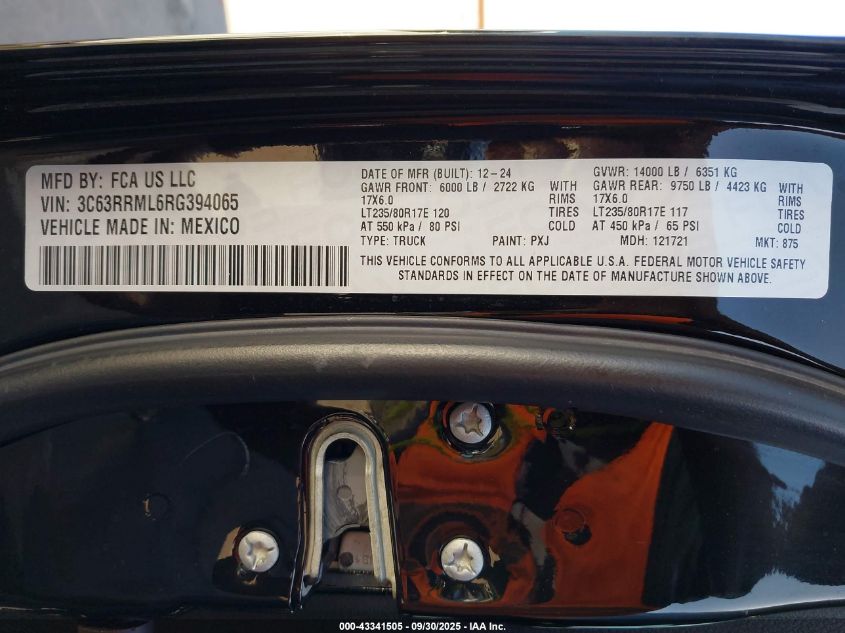 MFD BY: FCA US LLC
VIN: 3C63RRML6RG394065
VEHICLE MADE IN: MEXICO
DATE OF MFR (BUILT): 12-24 GVWR: 14000 LB / 6351 KG
GAWR FRONT: 6000 LB / 2722 KG WITH GAWR REAR: 9750 LB / 4423 KG WITH
17X6.0 RIMS 17X6.0 RIMS
LT235/80R17E 120 TIRES LT235/80R17E 117 TIRES
AT 550 kPa / 80 PSI COLD AT 450 kPa / 65 PSI COLD
TYPE: TRUCK PAINT: PXJ MDH: 121721 MKT: 875
THIS VEHICLE CONFORMS TO ALL APPLICABLE U.S.A. FEDERAL MOTOR VEHICLE SAFETY
STANDARDS IN EFFECT ON THE DATE OF MANUFACTURE SHOWN ABOVE.
000-43341505 - 09/30/2025 - IAA Inc.